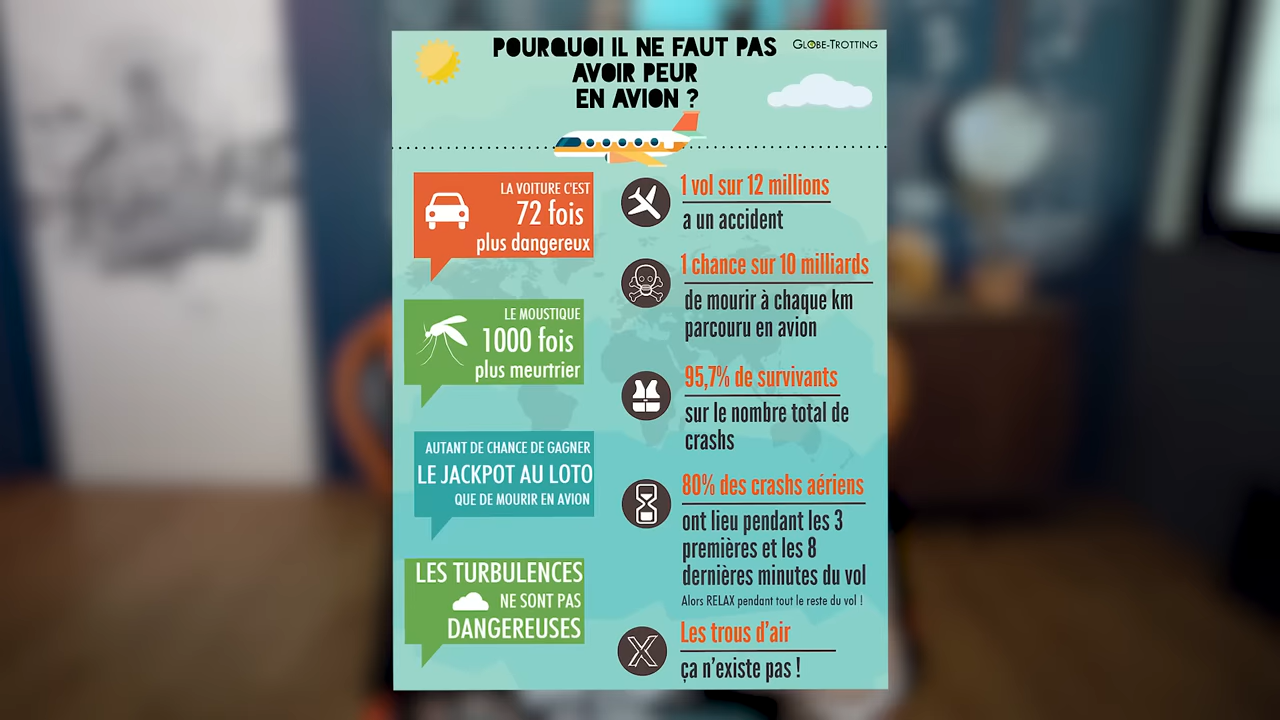 POURQUOI IL NE FAUT PAS
AVOIR PEUR
EN AVION ?
GLOBE-TROTTING
LA VOITURE C'EST
72 fois
plus dangereux
LE MOUSTIQUE
1000 fois
plus meurtrier
AUTANT DE CHANCE DE GAGNER
LE JACKPOT AU LOTO
QUE DE MOURIR EN AVION
LES TURBULENCES
NE SONT PAS
DANGEREUSES
1 vol sur 12 millions
a un accident
1 chance sur 10 milliards
de mourir à chaque km
parcouru en avion
95,7% de survivants
sur le nombre total de
crashs
80% des crashs aériens
ont lieu pendant les 3
premières et les 8
dernières minutes du vol
Alors RELAX pendant tout le reste du vol !
Les trous d'air
ça n'existe pas !